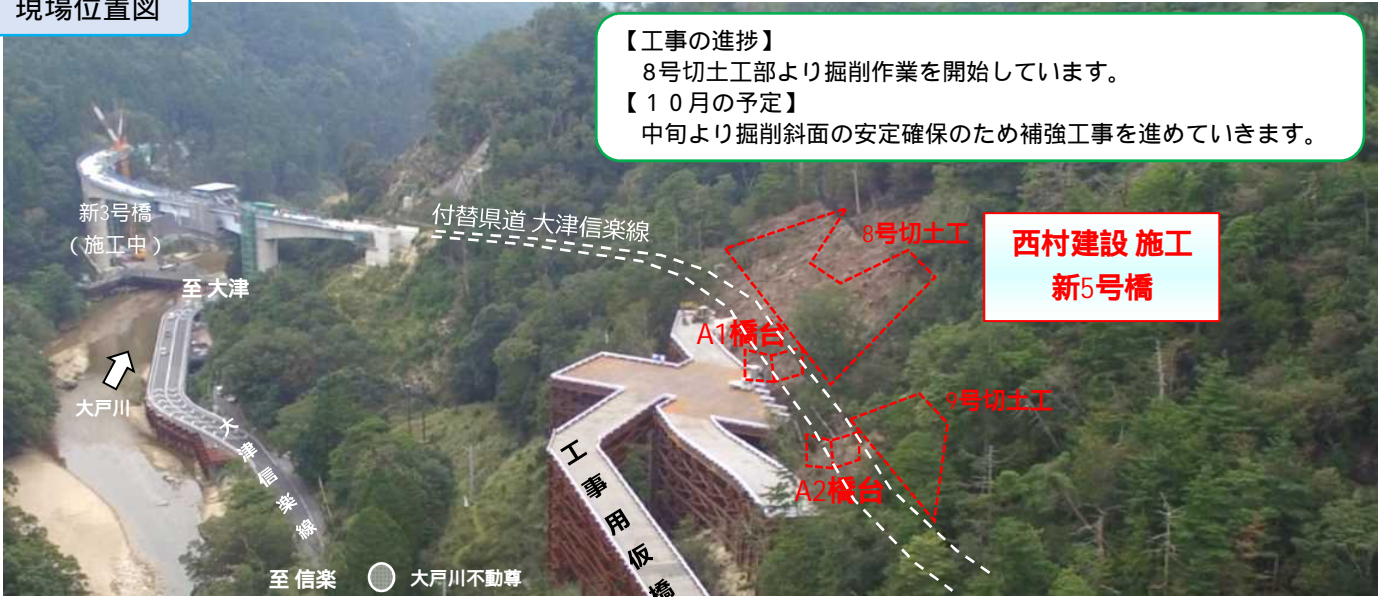 現場位置図
【工事の進捗】
8号切土工部より掘削作業を開始しています。
【10月の予定】
中旬より掘削斜面の安定確保のため補強工事を進めていきます。
新3号橋
(施工中)
付替県道 大津信楽線
8号切土工
西村建設 施工
新5号橋
至 大津
A1橋台
大戸川
9号切土工
大津信楽線
工事用仮橋
A2橋台
至 信楽
大戸川不動尊